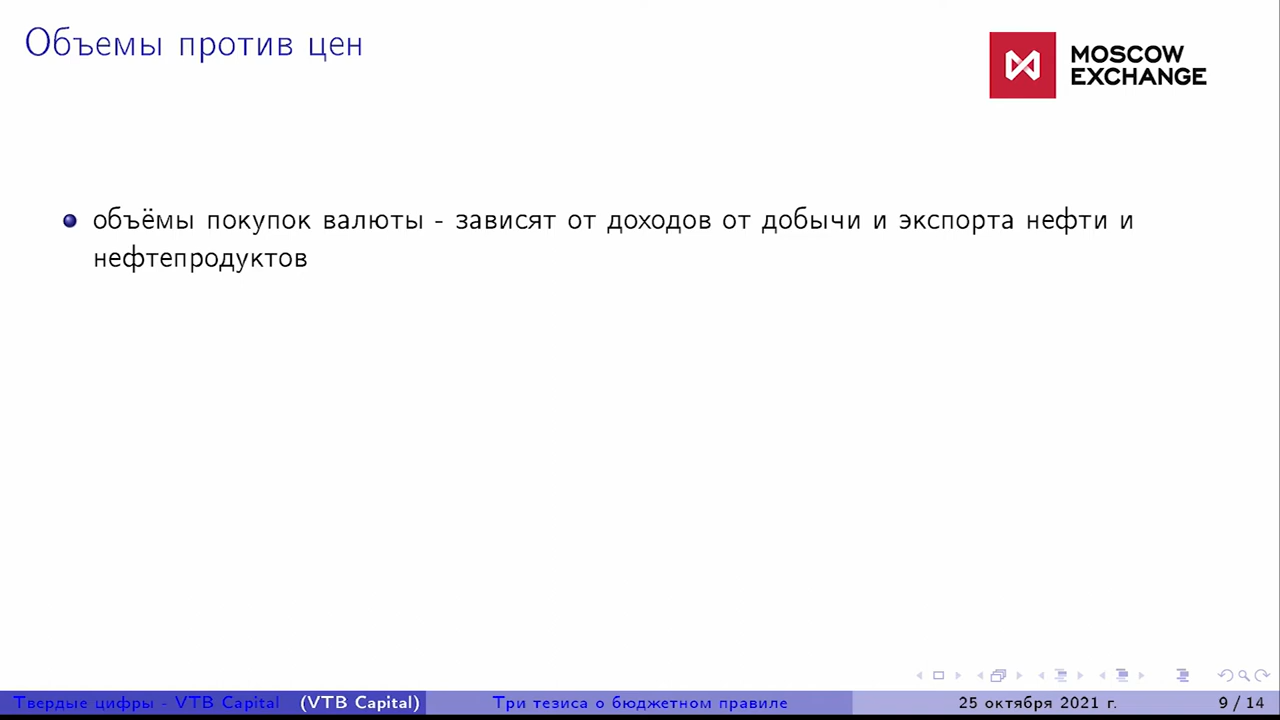 Объемы против цен
MOSCOW
EXCHANGE
объёмы покупок валюты - зависят от доходов от добычи и экспорта нефти и
нефтепродуктов
Твердые цифры - VTB Capital (VTB Capital) Три тезиса о бюджетном правиле 25 октября 2021 г. 9 / 14